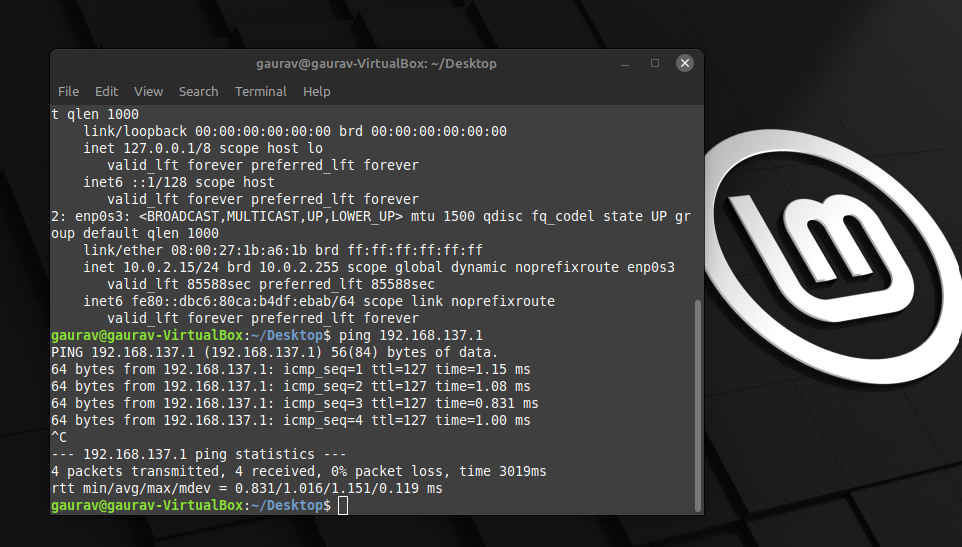 gaurav@gaurav-VirtualBox: ~/Desktop
File Edit View Search Terminal Help
t qlen 1000
    link/loopback 00:00:00:00:00:00 brd 00:00:00:00:00:00
    inet 127.0.0.1/8 scope host lo
       valid_lft forever preferred_lft forever
    inet6 ::1/128 scope host
       valid_lft forever preferred_lft forever
2: enp0s3: <BROADCAST,MULTICAST,UP,LOWER_UP> mtu 1500 qdisc fq_codel state UP gr
oup default qlen 1000
    link/ether 08:00:27:1b:a6:1b brd ff:ff:ff:ff:ff:ff
    inet 10.0.2.15/24 brd 10.0.2.255 scope global dynamic noprefixroute enp0s3
       valid_lft 85588sec preferred_lft 85588sec
    inet6 fe80::dbc6:80ca:b4df:ebab/64 scope link noprefixroute
       valid_lft forever preferred_lft forever
gaurav@gaurav-VirtualBox:~/Desktop$ ping 192.168.137.1
PING 192.168.137.1 (192.168.137.1) 56(84) bytes of data.
64 bytes from 192.168.137.1: icmp_seq=1 ttl=127 time=1.15 ms
64 bytes from 192.168.137.1: icmp_seq=2 ttl=127 time=1.08 ms
64 bytes from 192.168.137.1: icmp_seq=3 ttl=127 time=0.831 ms
64 bytes from 192.168.137.1: icmp_seq=4 ttl=127 time=1.00 ms
^C
--- 192.168.137.1 ping statistics ---
4 packets transmitted, 4 received, 0% packet loss, time 3019ms
rtt min/avg/max/mdev = 0.831/1.016/1.151/0.119 ms
gaurav@gaurav-VirtualBox:~/Desktop$